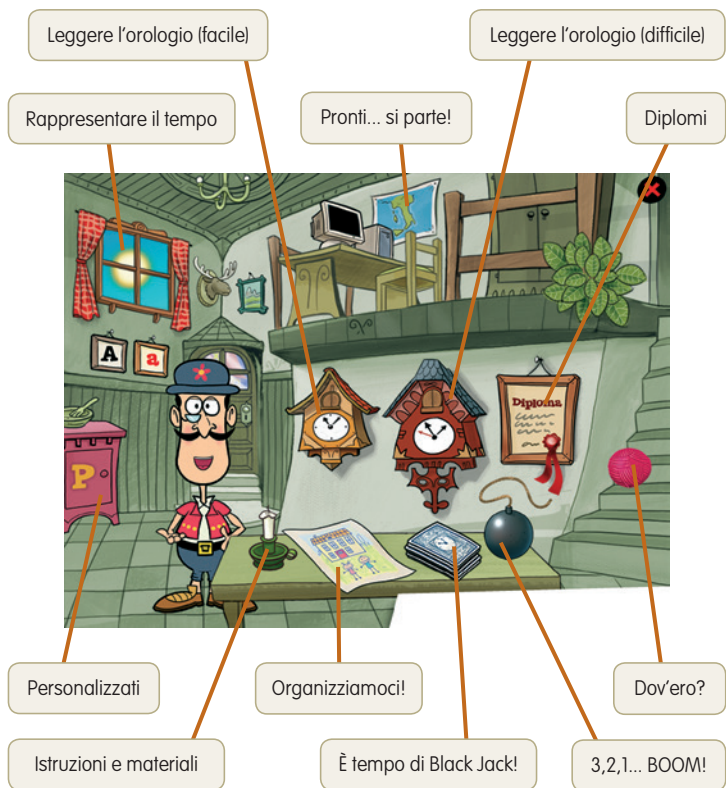 Leggere l'orologio (facile)
Leggere l'orologio (difficile)
Rappresentare il tempo
Pronti... si parte!
Diplomi
A
a
Diploma
P
Personalizzati
Organizziamoci!
Dov'ero?
Istruzioni e materiali
È tempo di Black Jack!
3,2,1... BOOM!